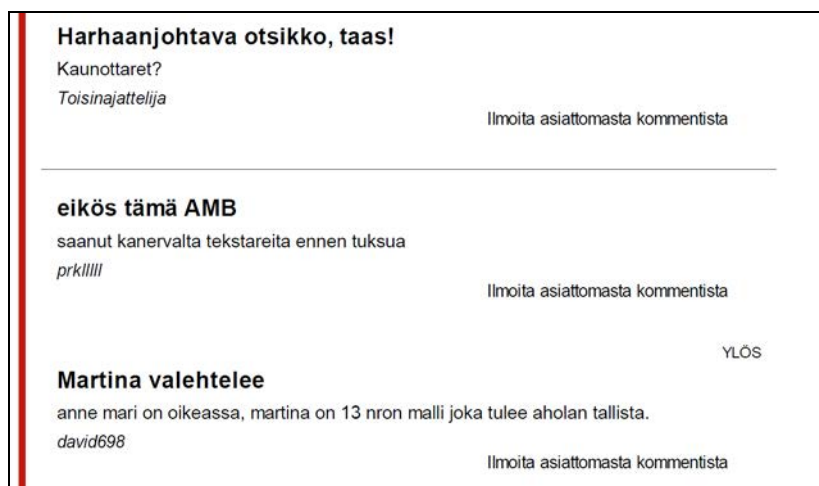 Harhaanjohtava otsikko, taas!
Kaunottaret?
Toisinajattelija
Ilmoita asiattomasta kommentista
eikös tämä AMB
saanut kanervalta tekstareita ennen tuksua
prklllll
Ilmoita asiattomasta kommentista
YLÖS
Martina valehtelee
anne mari on oikeassa, martina on 13 nron malli joka tulee aholan tallista.
david698
Ilmoita asiattomasta kommentista